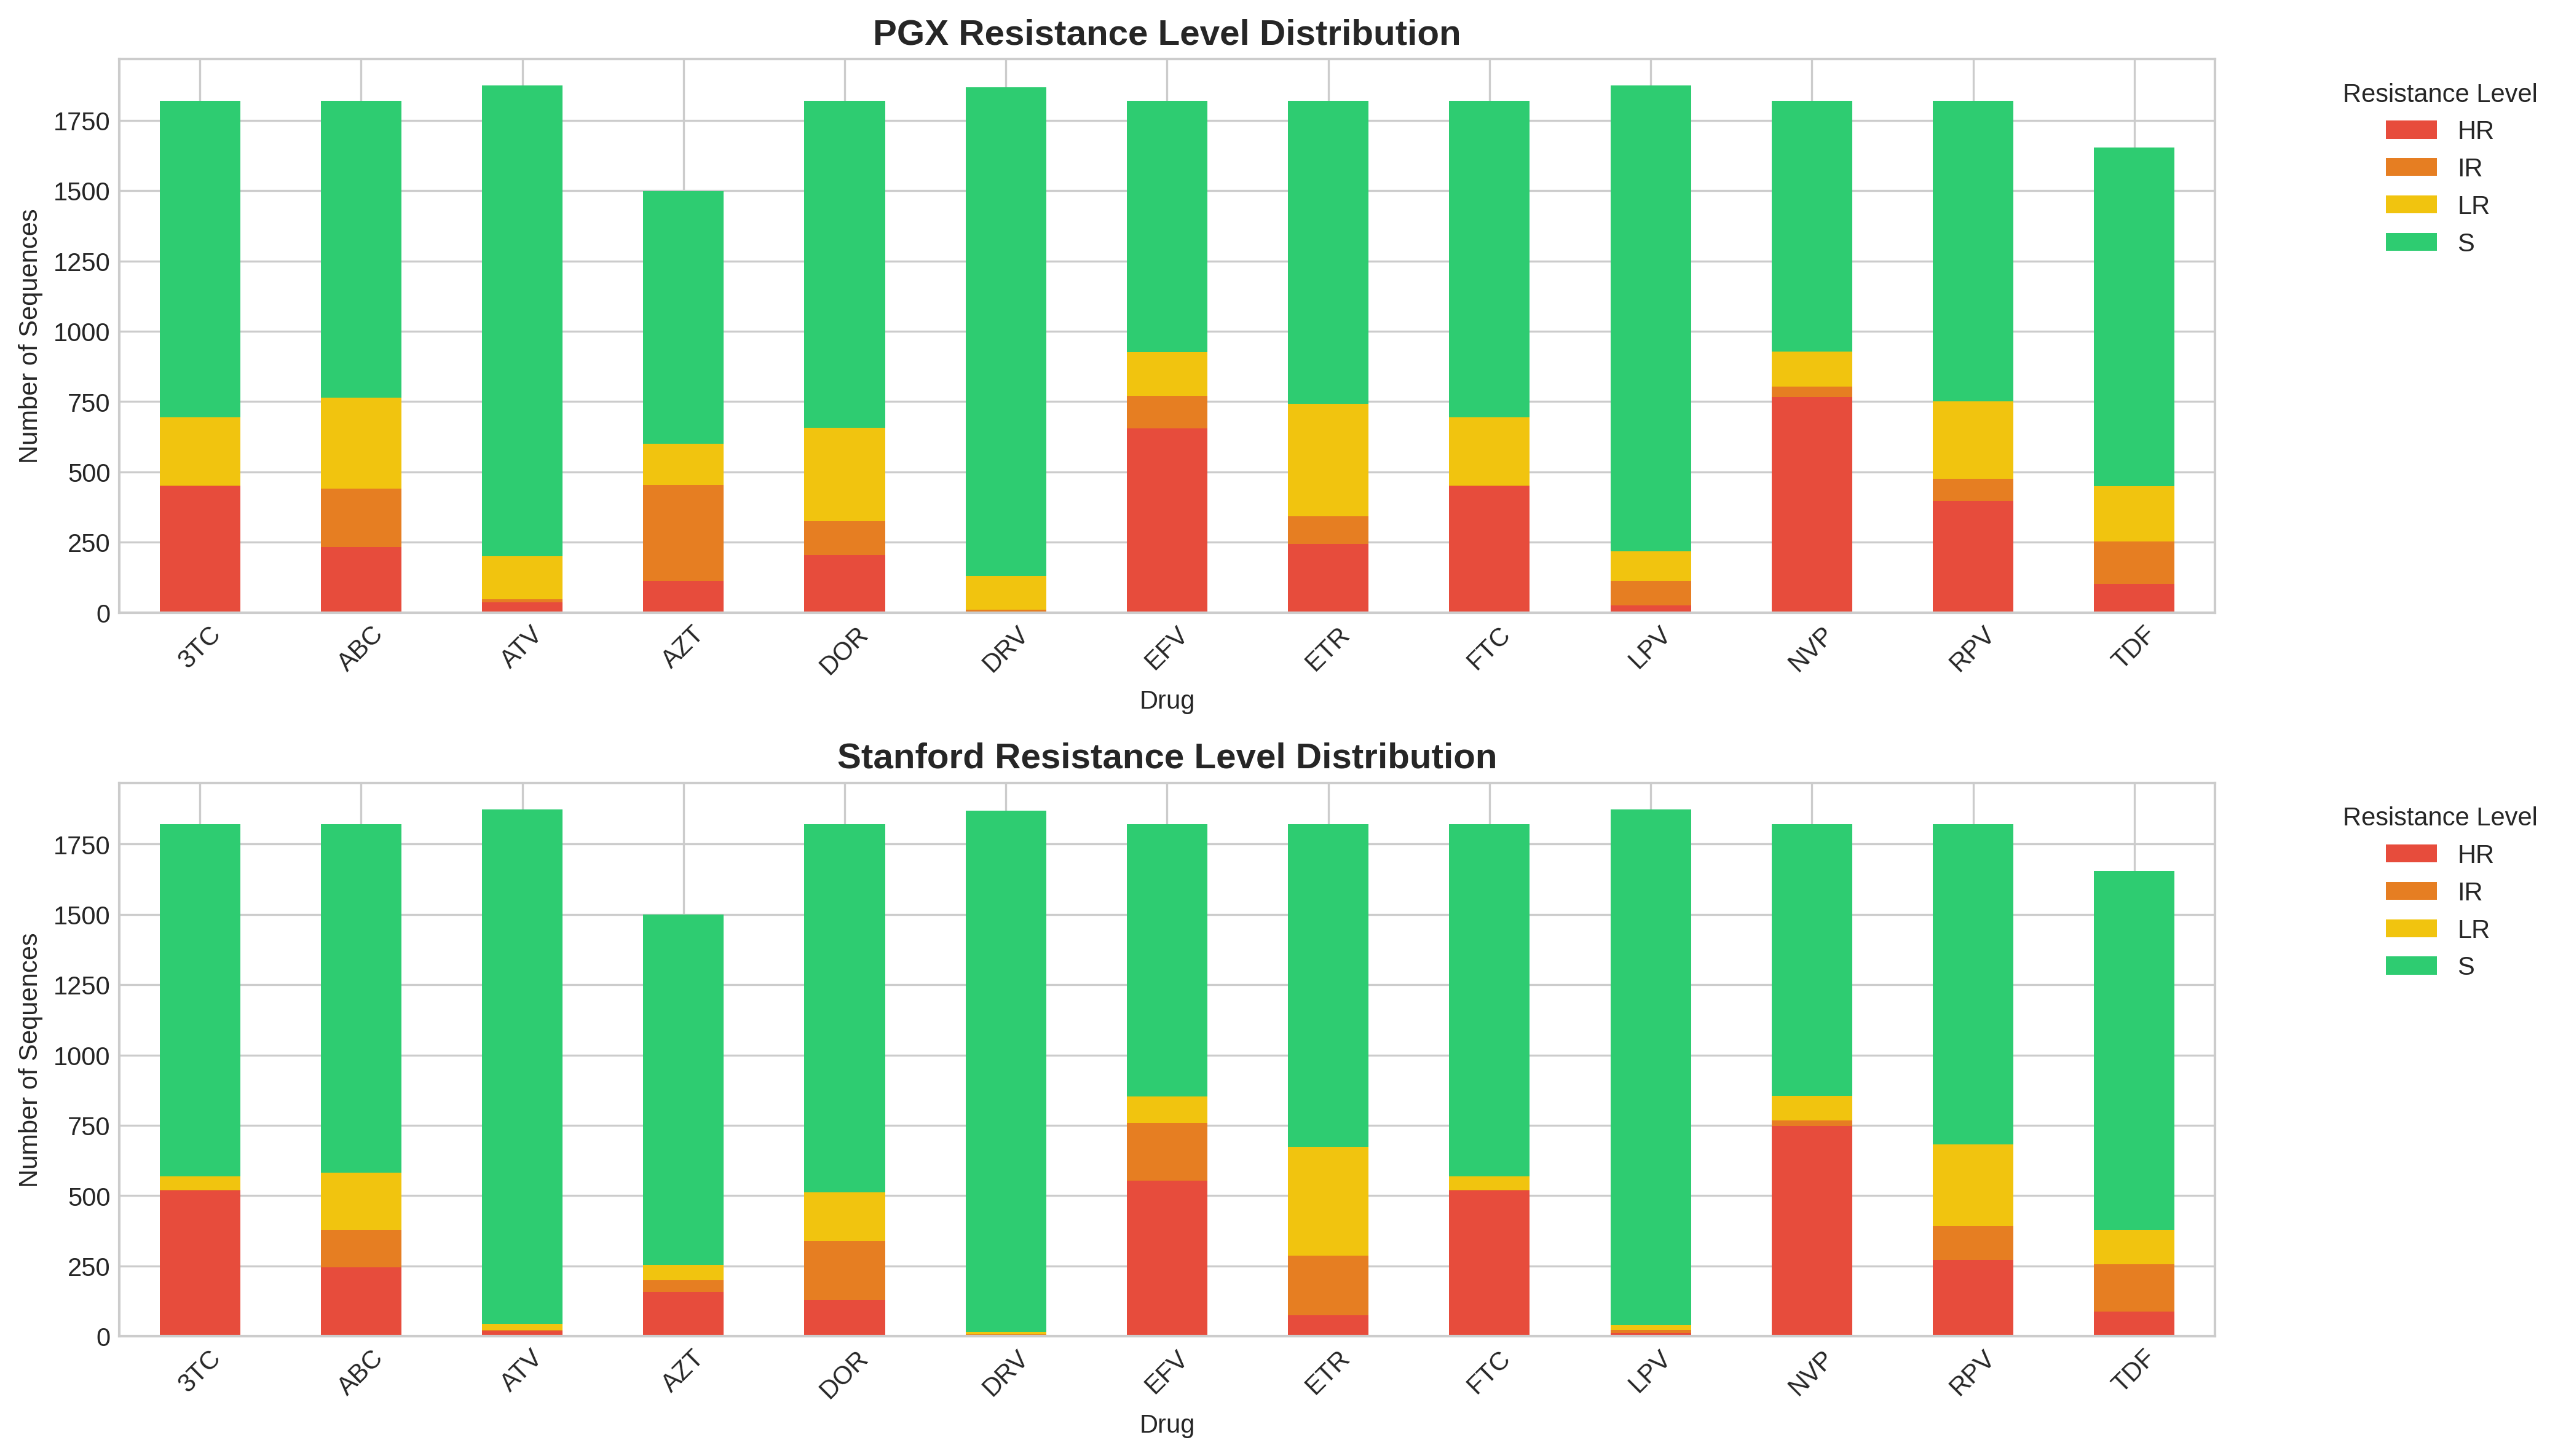 PGX Resistance Level Distribution
Number of Sequences
1750
1500
1250
1000
750
500
250
0
3TC ABC ATV AZT DOR DRV EFV ETR FTC LPV NVP RPV TDF
Drug
Resistance Level
HR
IR
LR
S
Stanford Resistance Level Distribution
Number of Sequences
1750
1500
1250
1000
750
500
250
0
3TC ABC ATV AZT DOR DRV EFV ETR FTC LPV NVP RPV TDF
Drug
Resistance Level
HR
IR
LR
S